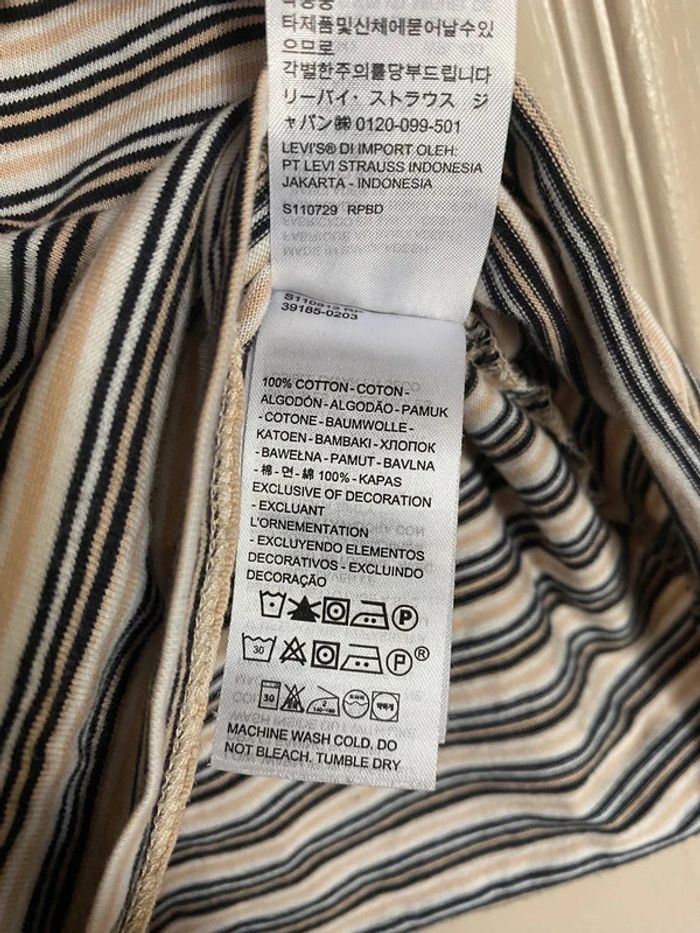 타제품및신체에묻어날수있
으므로
각별한주의를당부드립니다
リーバイ・ストラウス ジ
ャパン㈱ 0120-099-501
LEVI'S® DI IMPORT OLEH:
PT LEVI STRAUSS INDONESIA
JAKARTA - INDONESIA
S110729 RPBD
39185-0203
100% COTTON - COTON -
ALGODÓN - ALGODÃO - PAMUK
- COTONE - BAUMWOLLE -
KATOEN - BAMBAKI - ХЛОПОК
- BAWEŁNA - PAMUT - BAVLNA
- 棉 - 면 - 綿 100% - KAPAS
EXCLUSIVE OF DECORATION
- EXCLUANT
L'ORNEMENTATION
- EXCLUYENDO ELEMENTOS
DECORATIVOS - EXCLUINDO
DECORAÇÃO
P
30 P ®
30 2
MACHINE WASH COLD, DO
NOT BLEACH. TUMBLE DRY